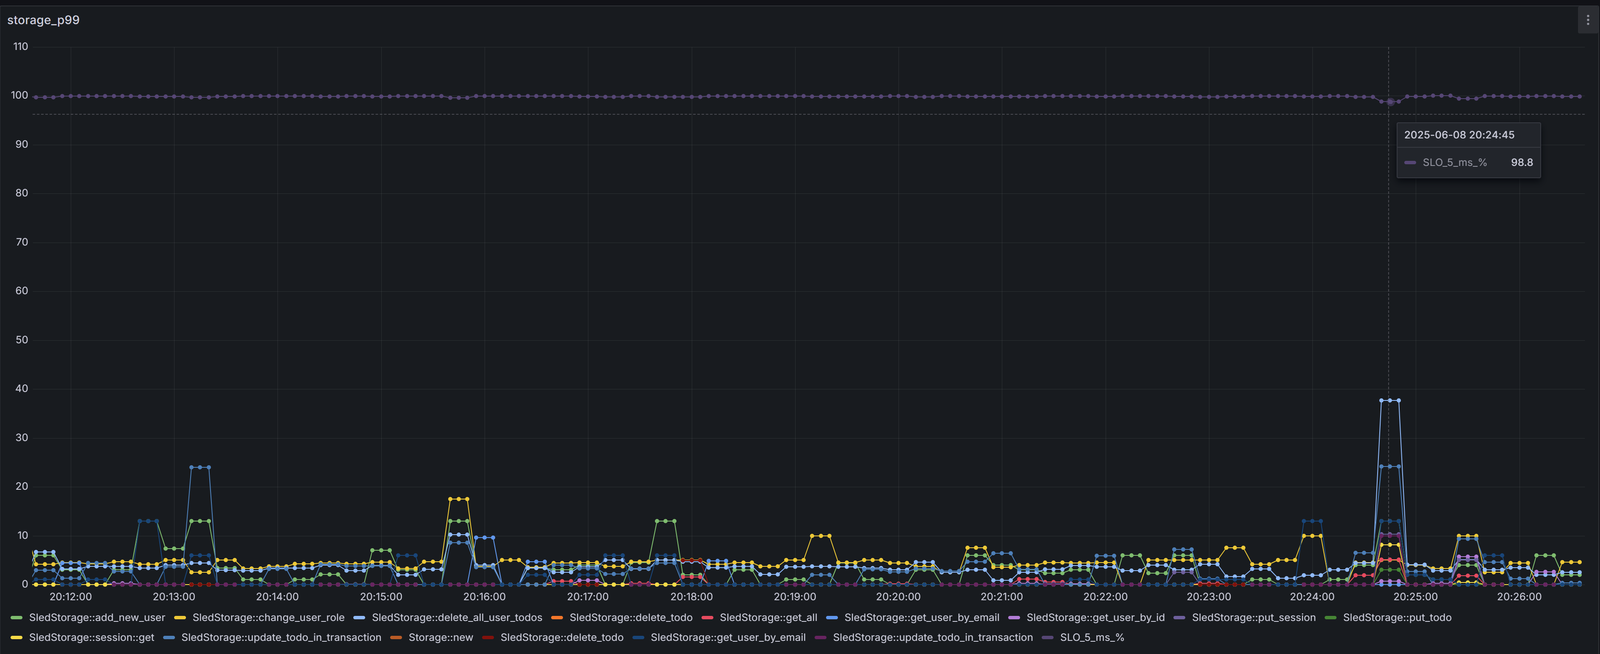 storage_p99
110
100
90
80
70
60
50
40
30
20
10
0
2025-06-08 20:24:45
SLO_5_ms_% 98.8
20:12:00 20:13:00 20:14:00 20:15:00 20:16:00 20:17:00 20:18:00 20:19:00 20:20:00 20:21:00 20:22:00 20:23:00 20:24:00 20:25:00 20:26:00
SledStorage::add_new_user SledStorage::change_user_role SledStorage::delete_all_user_todos SledStorage::delete_todo SledStorage::get_all SledStorage::get_user_by_email SledStorage::get_user_by_id SledStorage::put_session SledStorage::put_todo
SledStorage::session::get SledStorage::update_todo_in_transaction Storage::new SledStorage::delete_todo SledStorage::get_user_by_email SledStorage::update_todo_in_transaction SLO_5_ms_%